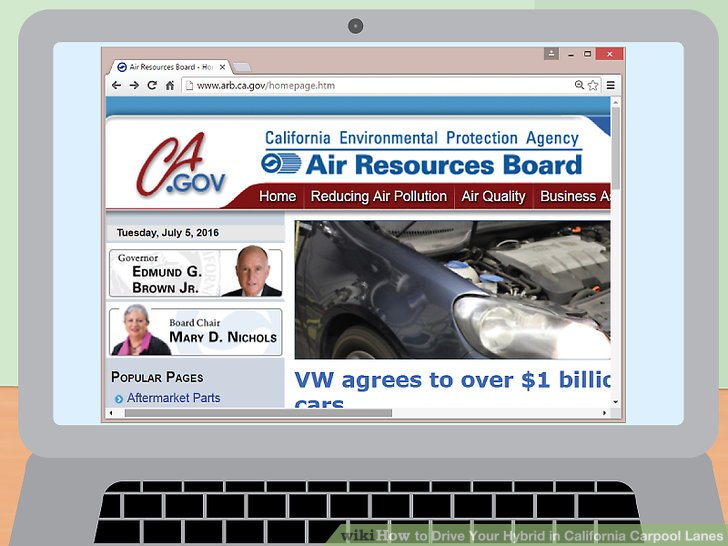 Air Resources Board - Ho
www.arb.ca.gov/homepage.htm
CA
.GOV
California Environmental Protection Agency
Air Resources Board
Home
Reducing Air Pollution
Air Quality
Business As
Tuesday, July 5, 2016
Governor
EDMUND G.
BROWN JR.
Board Chair
MARY D. NICHOLS
POPULAR PAGES
Aftermarket Parts
VW agrees to over $1 billio
cars
wikiHow to Drive Your Hybrid in California Carpool Lanes